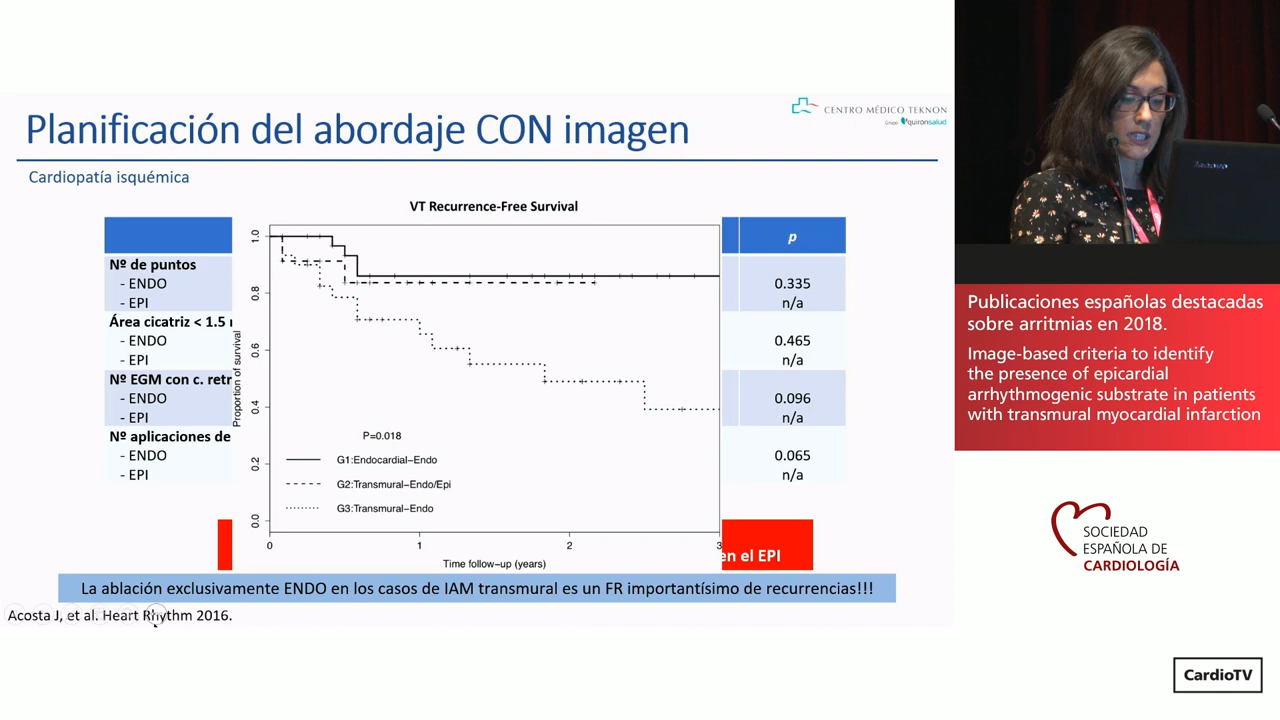 Planificación del abordaje CON imagen
CENTRO MÉDICO TEKNON
Grupo quironsalud
Cardiopatía isquémica
VT Recurrence-Free Survival
p
Nº de puntos
- ENDO
0.335
- EPI
n/a
Área cicatriz < 1.5
- ENDO
0.465
- EPI
n/a
Nº EGM con c. retr
- ENDO
0.096
- EPI
n/a
Nº aplicaciones de
- ENDO
0.065
- EPI
n/a
Proportion of survival
1.0
0.8
0.6
0.4
0.2
0.0
P=0.018
G1:Endocardial-Endo
G2:Transmural-Endo/Epi
G3:Transmural-Endo
0 1 2 3
Time follow-up (years)
en el EPI
La ablación exclusivamente ENDO en los casos de IAM transmural es un FR importantísimo de recurrencias!!!
Acosta J, et al. Heart Rhythm 2016.
lenovo
Publicaciones españolas destacadas
sobre arritmias en 2018.
Image-based criteria to identify
the presence of epicardial
arrhythmogenic substrate in patients
with transmural myocardial infarction
SOCIEDAD
ESPAÑOLA DE
CARDIOLOGÍA
CardioTV